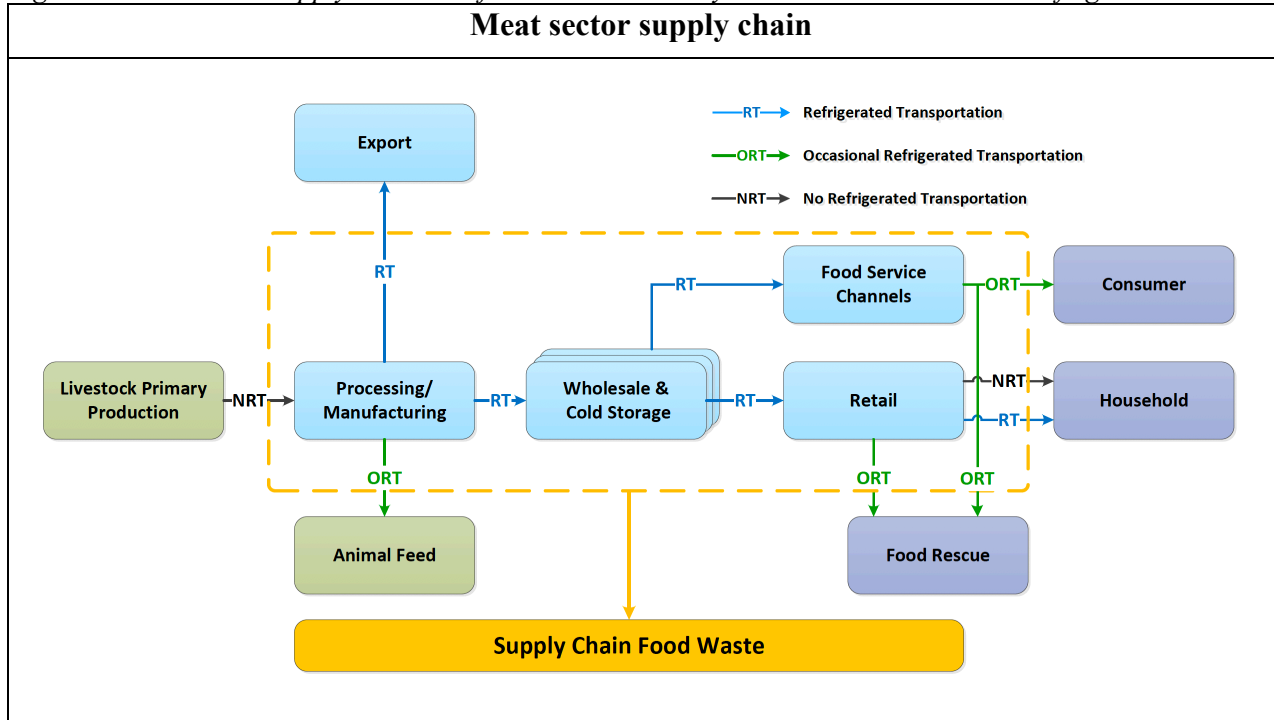 Meat sector supply chain
Export
RT
Refrigerated Transportation
ORT
Occasional Refrigerated Transportation
NRT
No Refrigerated Transportation
RT
RT
Food Service
Channels
ORT
Consumer
Livestock Primary
Production
NRT
Processing/
Manufacturing
RT
Wholesale &
Cold Storage
RT
Retail
NRT
RT
Household
ORT
ORT
ORT
Animal Feed
Food Rescue
Supply Chain Food Waste